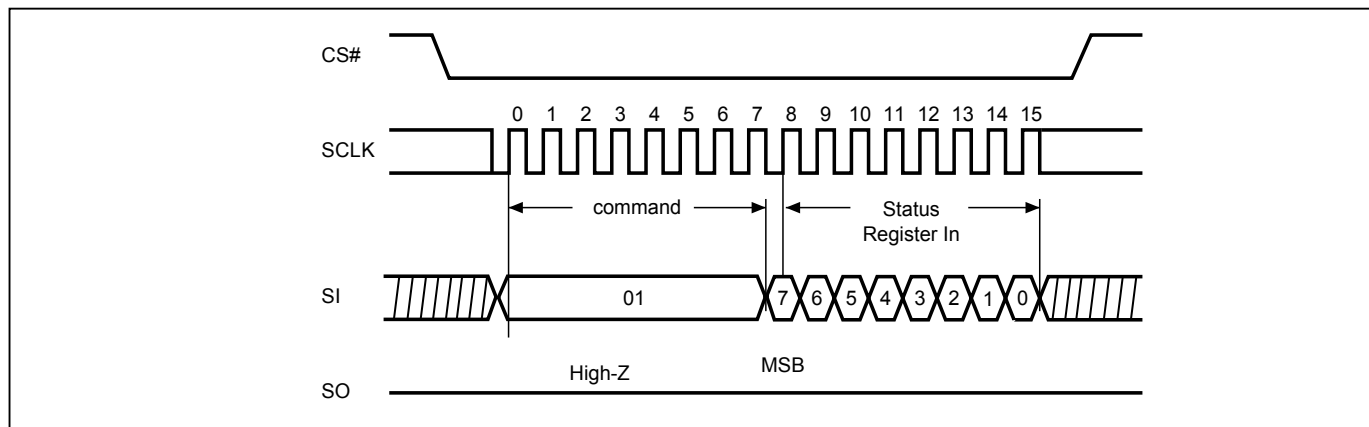 CS#
0 1 2 3 4 5 6 7 8 9 10 11 12 13 14 15
SCLK
command
Status
Register In
SI
01
7 6 5 4 3 2 1 0
High-Z
MSB
SO